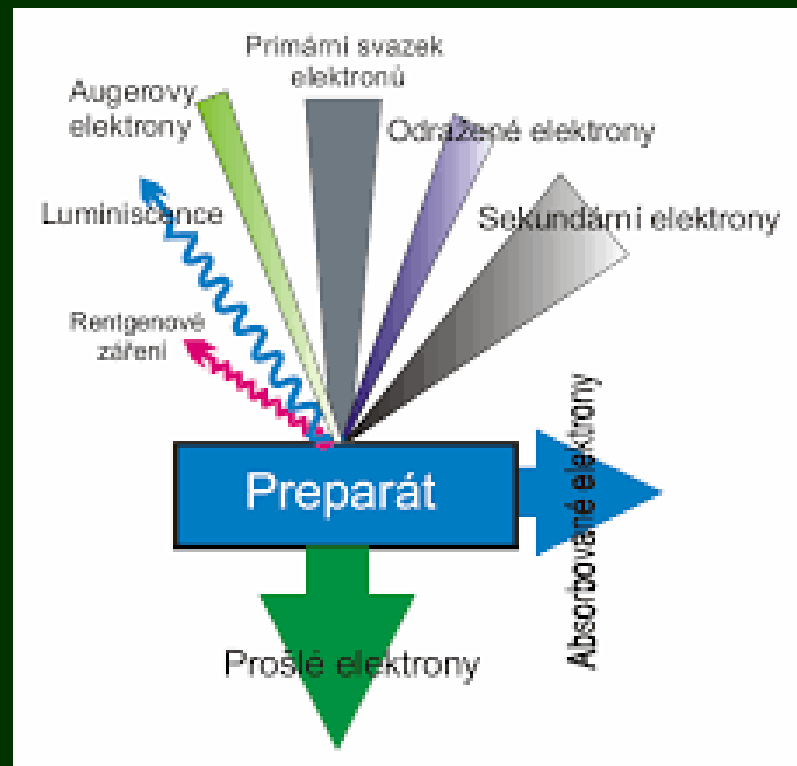 Primární svazek
elektronů
Augerovy
elektrony
Odražené elektrony
Luminiscence
Sekundární elektrony
Rentgenové
záření
Preparát
Absorbované elektrony
Prošlé elektrony